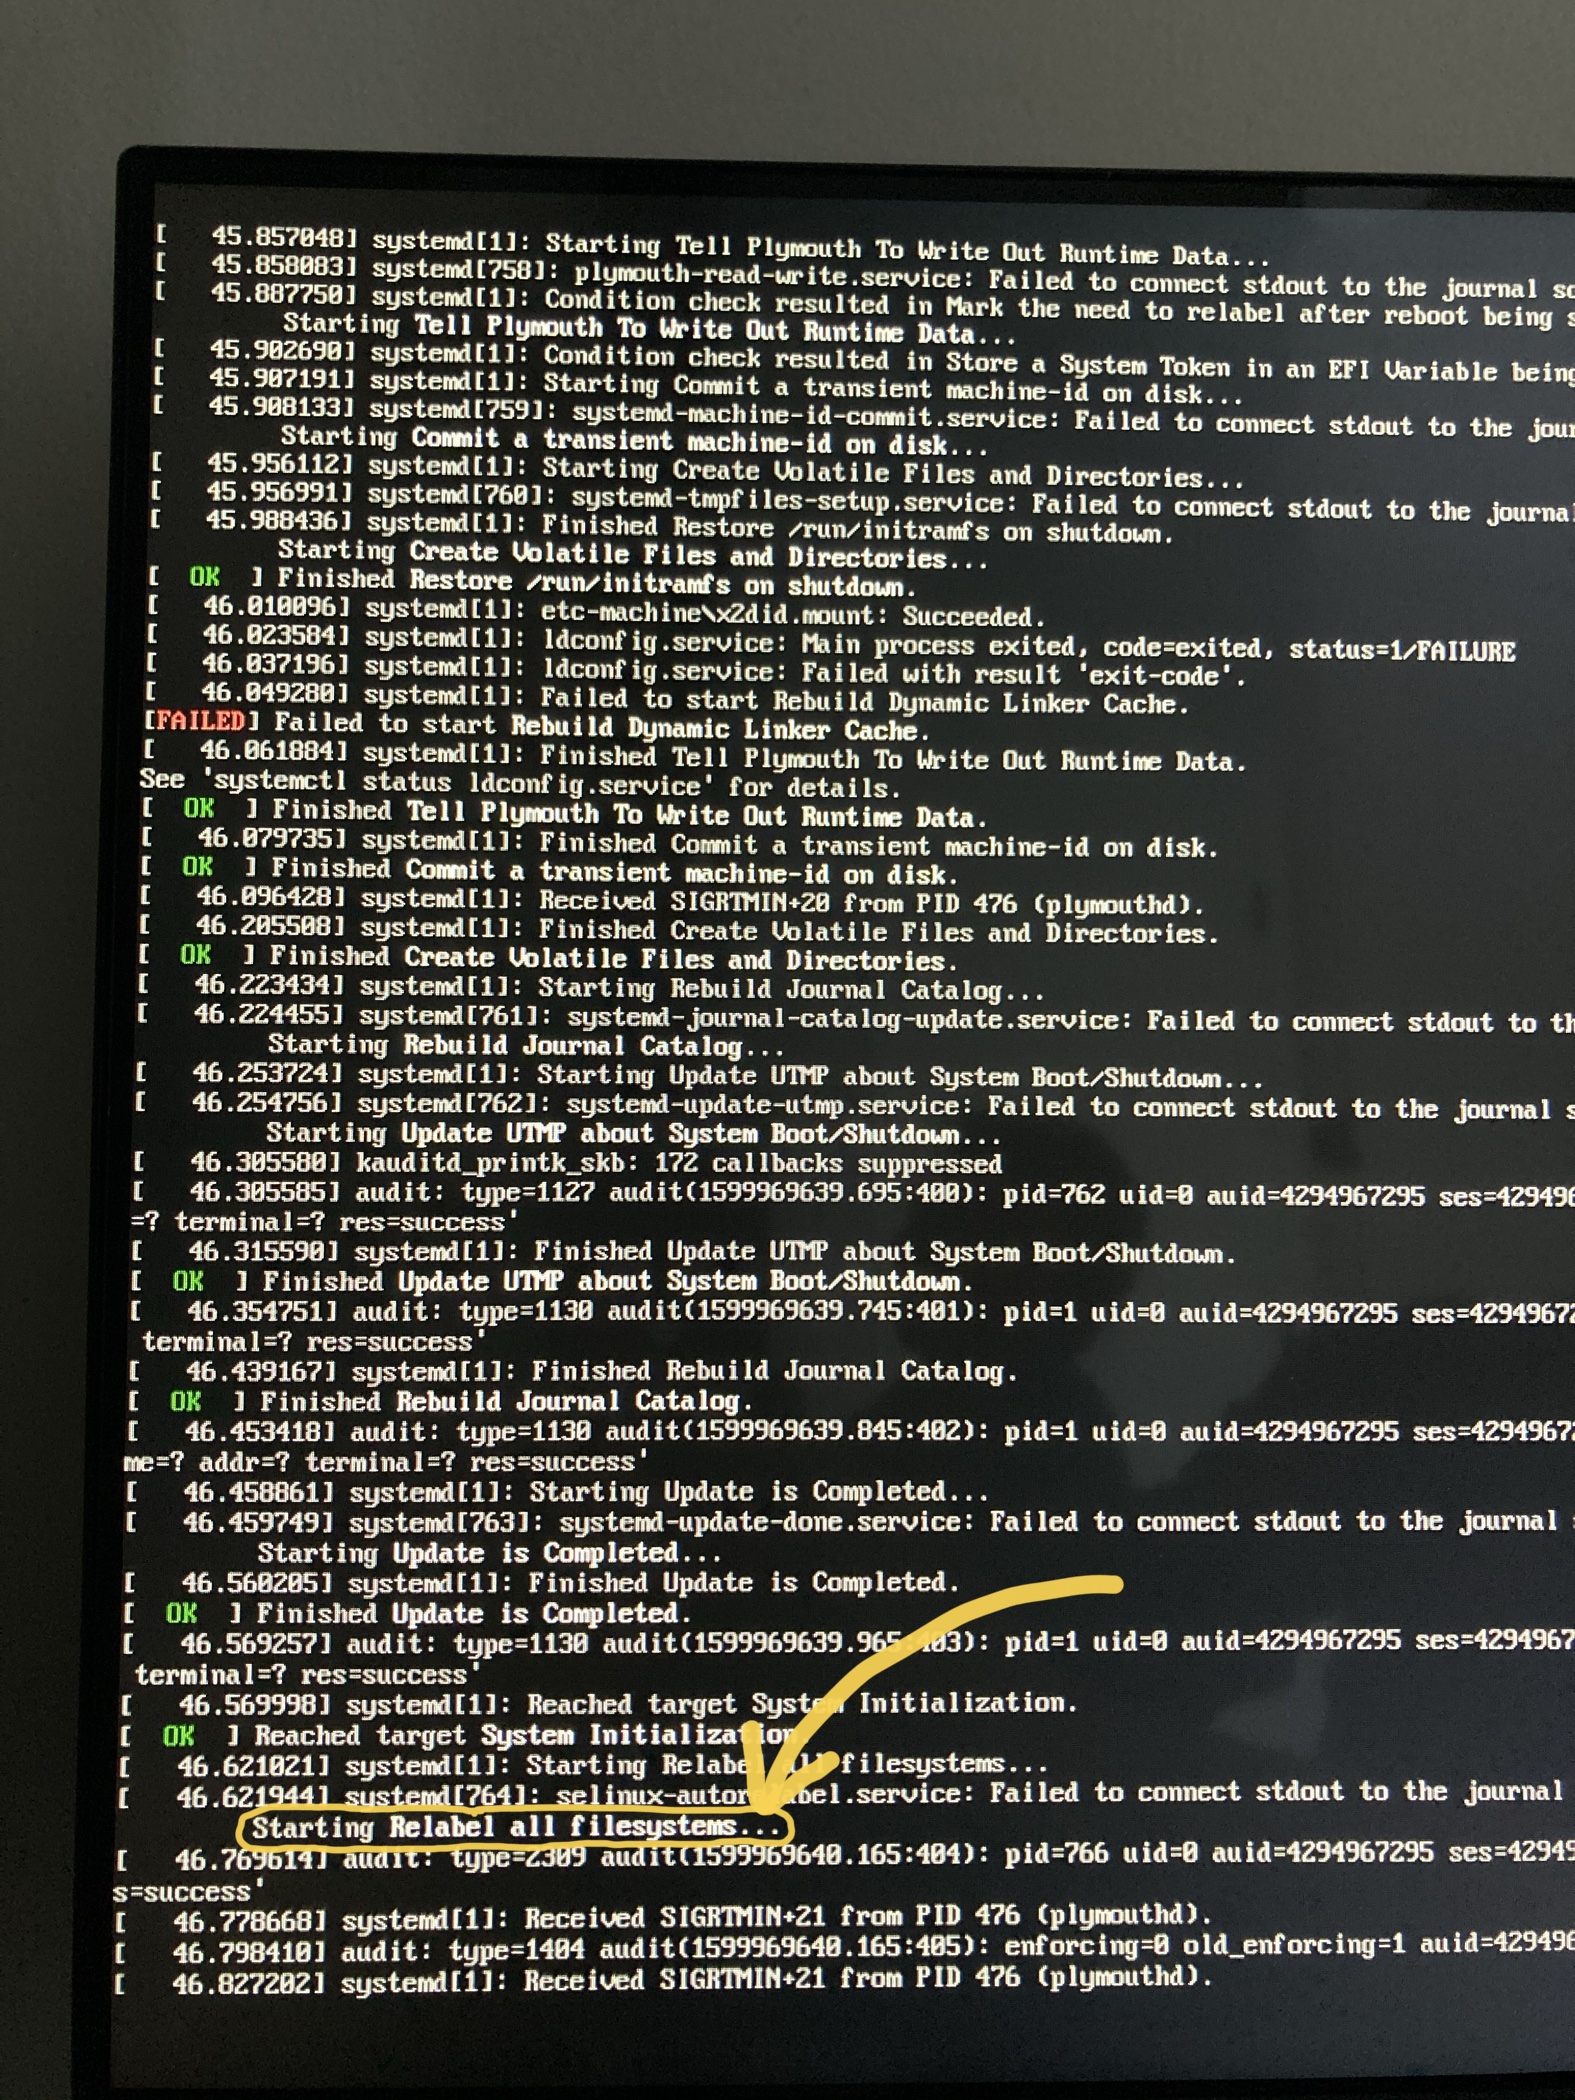 [   45.857048] systemd[1]: Starting Tell Plymouth To Write Out Runtime Data...
[   45.858083] systemd[758]: plymouth-read-write.service: Failed to connect stdout to the journal
[   45.887750] systemd[1]: Condition check resulted in Mark the need to relabel after reboot being
Starting Tell Plymouth To Write Out Runtime Data...
[   45.902690] systemd[1]: Condition check resulted in Store a System Token in an EFI Variable being
[   45.907191] systemd[1]: Starting Commit a transient machine-id on disk...
[   45.908133] systemd[759]: systemd-machine-id-commit.service: Failed to connect stdout to the jour
Starting Commit a transient machine-id on disk...
[   45.956112] systemd[1]: Starting Create Volatile Files and Directories...
[   45.956991] systemd[760]: systemd-tmpfiles-setup.service: Failed to connect stdout to the journal
[   45.988436] systemd[1]: Finished Restore /run/initramfs on shutdown.
Starting Create Volatile Files and Directories...
[  OK  ] Finished Restore /run/initramfs on shutdown.
[   46.010096] systemd[1]: etc-machine\x2did.mount: Succeeded.
[   46.023584] systemd[1]: ldconfig.service: Main process exited, code=exited, status=1/FAILURE
[   46.037196] systemd[1]: ldconfig.service: Failed with result 'exit-code'.
[   46.049280] systemd[1]: Failed to start Rebuild Dynamic Linker Cache.
[FAILED] Failed to start Rebuild Dynamic Linker Cache.
[   46.061884] systemd[1]: Finished Tell Plymouth To Write Out Runtime Data.
See 'systemctl status ldconfig.service' for details.
[  OK  ] Finished Tell Plymouth To Write Out Runtime Data.
[   46.079735] systemd[1]: Finished Commit a transient machine-id on disk.
[  OK  ] Finished Commit a transient machine-id on disk.
[   46.096428] systemd[1]: Received SIGRTMIN+20 from PID 476 (plymouthd).
[   46.205508] systemd[1]: Finished Create Volatile Files and Directories.
[  OK  ] Finished Create Volatile Files and Directories.
[   46.223434] systemd[1]: Starting Rebuild Journal Catalog...
[   46.224455] systemd[761]: systemd-journal-catalog-update.service: Failed to connect stdout to th
Starting Rebuild Journal Catalog...
[   46.253724] systemd[1]: Starting Update UTMP about System Boot/Shutdown...
[   46.254756] systemd[762]: systemd-update-utmp.service: Failed to connect stdout to the journal s
Starting Update UTMP about System Boot/Shutdown...
[   46.305580] kauditd_printk_skb: 172 callbacks suppressed
[   46.305585] audit: type=1127 audit(1599969639.695:400): pid=762 uid=0 auid=4294967295 ses=429496
=? terminal=? res=success'
[   46.315590] systemd[1]: Finished Update UTMP about System Boot/Shutdown.
[  OK  ] Finished Update UTMP about System Boot/Shutdown.
[   46.354751] audit: type=1130 audit(1599969639.745:401): pid=1 uid=0 auid=4294967295 ses=42949672
terminal=? res=success'
[   46.439167] systemd[1]: Finished Rebuild Journal Catalog.
[  OK  ] Finished Rebuild Journal Catalog.
[   46.453418] audit: type=1130 audit(1599969639.845:402): pid=1 uid=0 auid=4294967295 ses=42949672
me=? addr=? terminal=? res=success'
[   46.458861] systemd[1]: Starting Update is Completed...
[   46.459749] systemd[763]: systemd-update-done.service: Failed to connect stdout to the journal
Starting Update is Completed...
[   46.560205] systemd[1]: Finished Update is Completed.
[  OK  ] Finished Update is Completed.
[   46.569257] audit: type=1130 audit(1599969639.965:403): pid=1 uid=0 auid=4294967295 ses=4294967
terminal=? res=success'
[   46.569998] systemd[1]: Reached target System Initialization.
[  OK  ] Reached target System Initialization.
[   46.621021] systemd[1]: Starting Relabel all filesystems...
[   46.621944] systemd[764]: selinux-autorelabel.service: Failed to connect stdout to the journal
Starting Relabel all filesystems...
[   46.769614] audit: type=2309 audit(1599969640.165:404): pid=766 uid=0 auid=4294967295 ses=42949
s=success'
[   46.778668] systemd[1]: Received SIGRTMIN+21 from PID 476 (plymouthd).
[   46.798410] audit: type=1404 audit(1599969640.165:405): enforcing=0 old_enforcing=1 auid=429496
[   46.827202] systemd[1]: Received SIGRTMIN+21 from PID 476 (plymouthd).